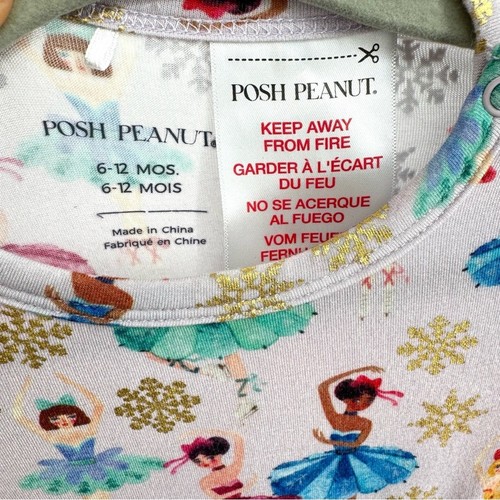 POSH PEANUT®
6-12 MOS.
6-12 MOIS
Made in China
Fabriqué en Chine
POSH PEANUT®
KEEP AWAY
FROM FIRE
GARDER À L'ÉCART
DU FEU
NO SE ACERQUE
AL FUEGO
VOM FEUER